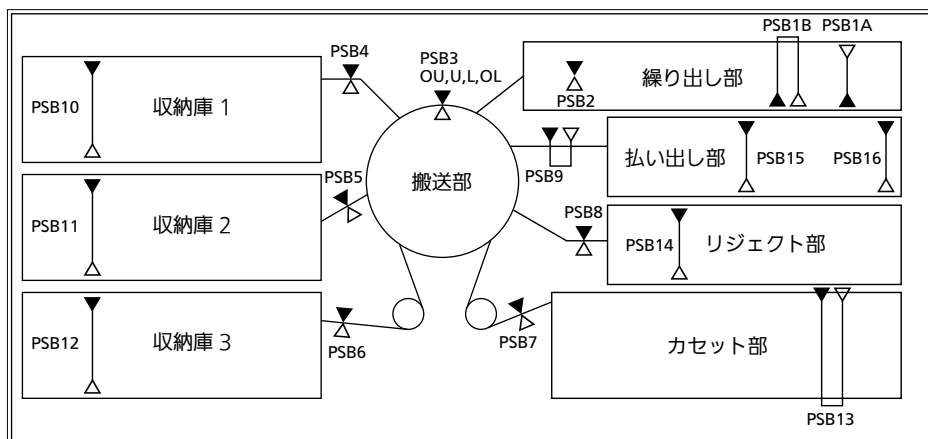 PSB1B
PSB1A
PSB4
PSB3
OU,U,L,OL
PSB10
収納庫 1
PSB2
繰り出し部
PSB9
払い出し部
PSB15
PSB16
搬送部
PSB5
PSB11
収納庫 2
PSB8
PSB14
リジェクト部
PSB12
収納庫 3
PSB6
PSB7
カセット部
PSB13